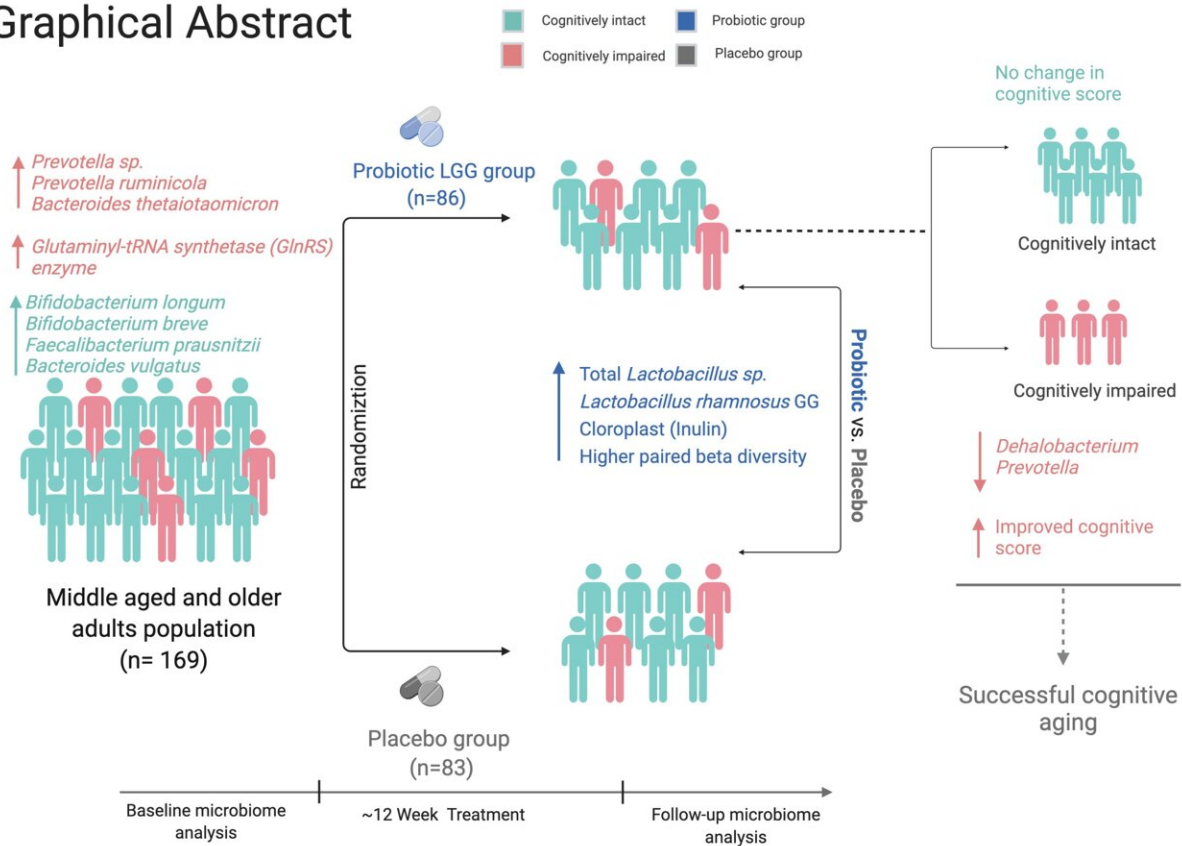 Graphical Abstract
Cognitively intact
Probiotic group
Cognitively impaired
Placebo group
Prevotella sp.
Prevotella ruminicola
Bacteroides thetaiotaomicron
Glutaminyl-tRNA synthetase (GlnRS)
enzyme
Bifidobacterium longum
Bifidobacterium breve
Faecalibacterium prausnitzii
Bacteroides vulgatus
Middle aged and older
adults population
(n= 169)
Randomiztion
Probiotic LGG group
(n=86)
Placebo group
(n=83)
Total Lactobacillus sp.
Lactobacillus rhamnosus GG
Cloroplast (Inulin)
Higher paired beta diversity
Probiotic vs. Placebo
No change in
cognitive score
Cognitively intact
Cognitively impaired
Dehalobacterium
Prevotella
Improved cognitive
score
Successful cognitive
aging
Baseline microbiome
analysis
~12 Week Treatment
Follow-up microbiome
analysis